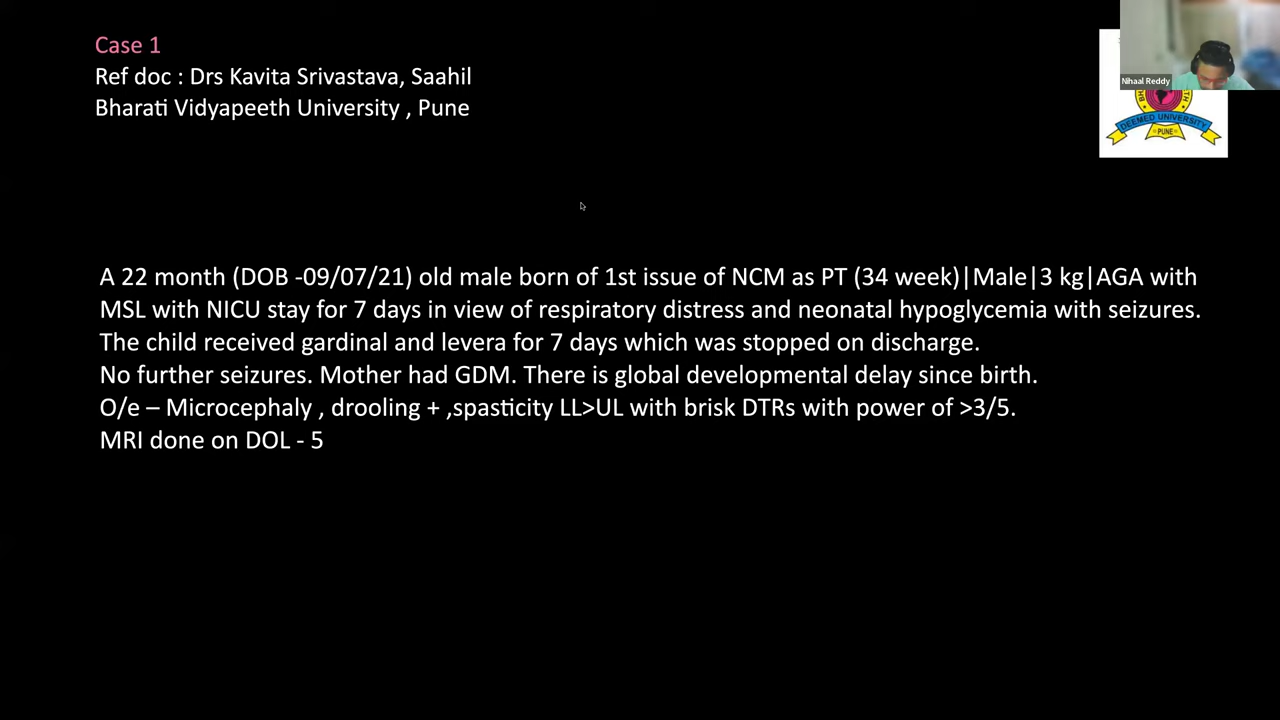 Case 1
Ref doc : Drs Kavita Srivastava, Saahil
Bharati Vidyapeeth University , Pune
Nihaal Reddy
DEEMED UNIVERSITY
PUNE
A 22 month (DOB -09/07/21) old male born of 1st issue of NCM as PT (34 week)|Male|3 kg|AGA with
MSL with NICU stay for 7 days in view of respiratory distress and neonatal hypoglycemia with seizures.
The child received gardinal and levera for 7 days which was stopped on discharge.
No further seizures. Mother had GDM. There is global developmental delay since birth.
O/e – Microcephaly , drooling + ,spasticity LL>UL with brisk DTRs with power of >3/5.
MRI done on DOL - 5